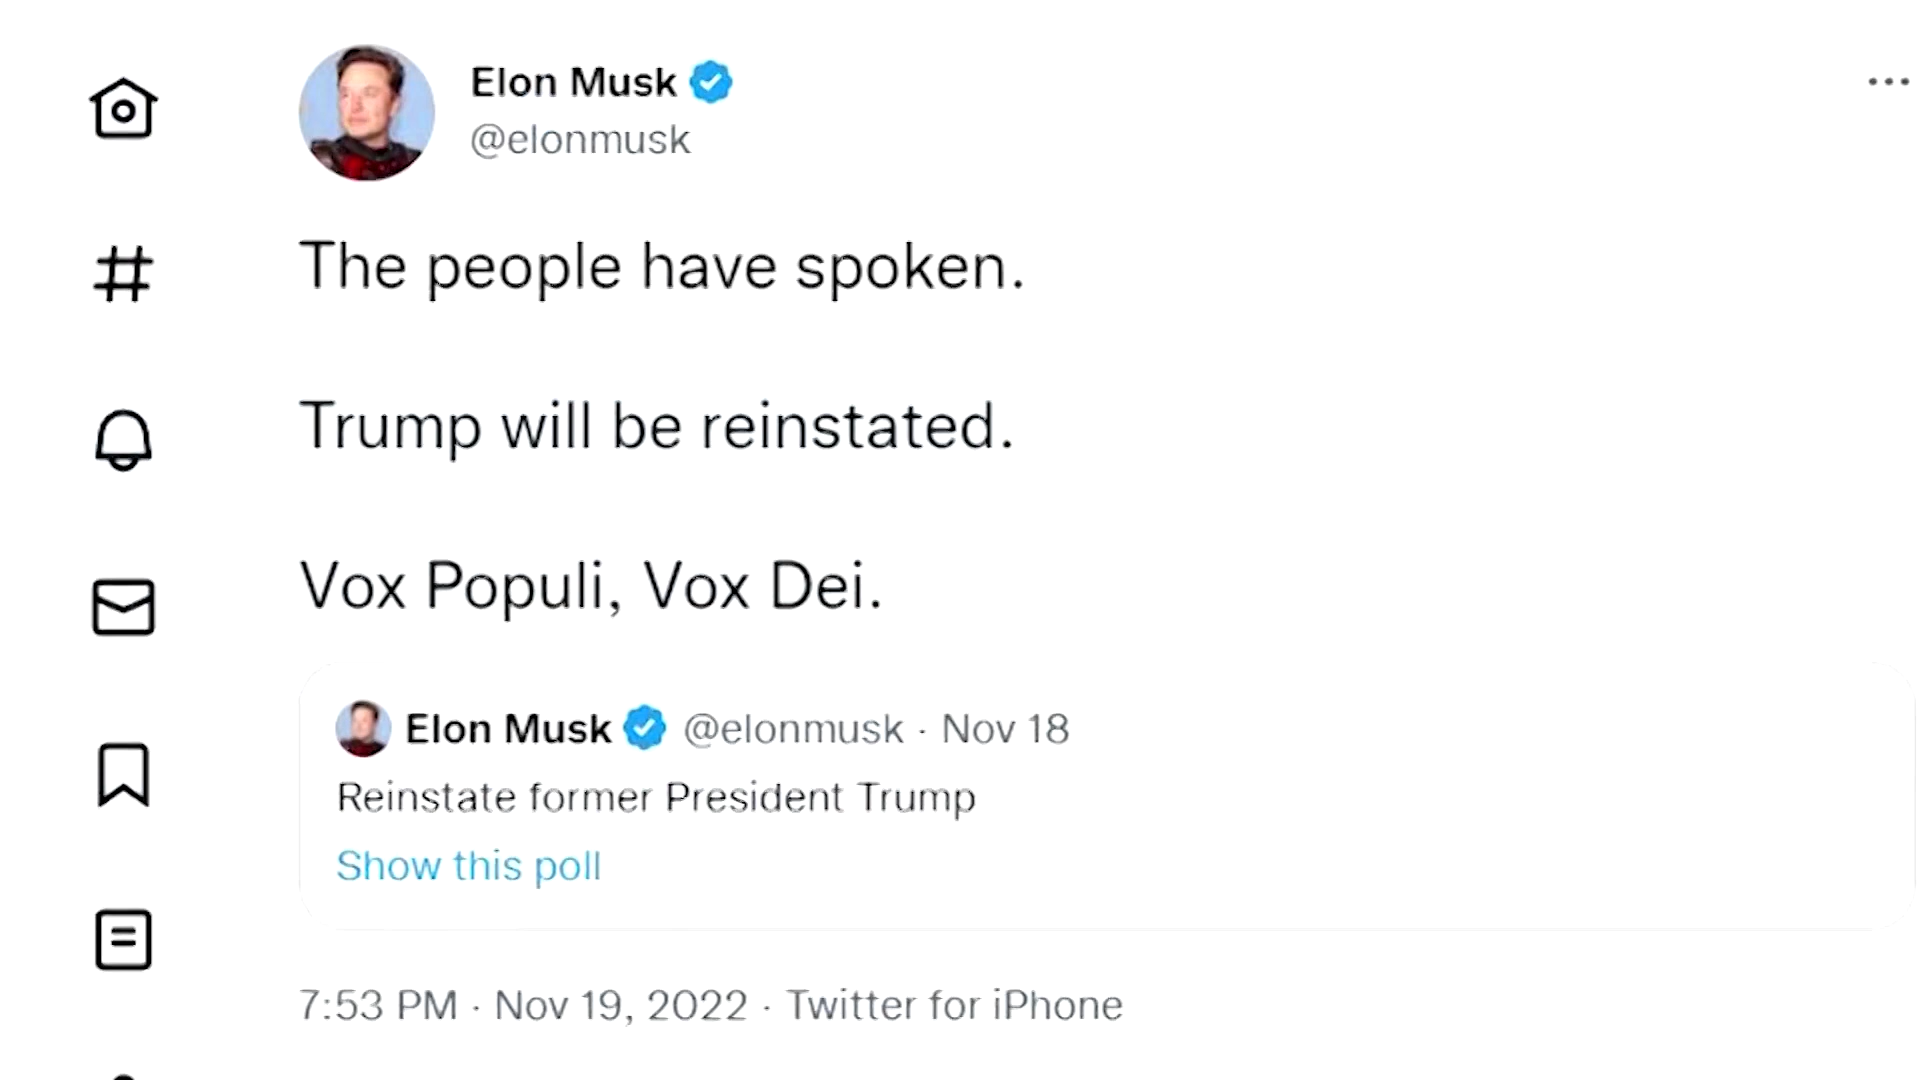 Elon Musk
@elonmusk
The people have spoken.
Trump will be reinstated.
Vox Populi, Vox Dei.
Elon Musk @elonmusk · Nov 18
Reinstate former President Trump
Show this poll
7:53 PM · Nov 19, 2022 · Twitter for iPhone